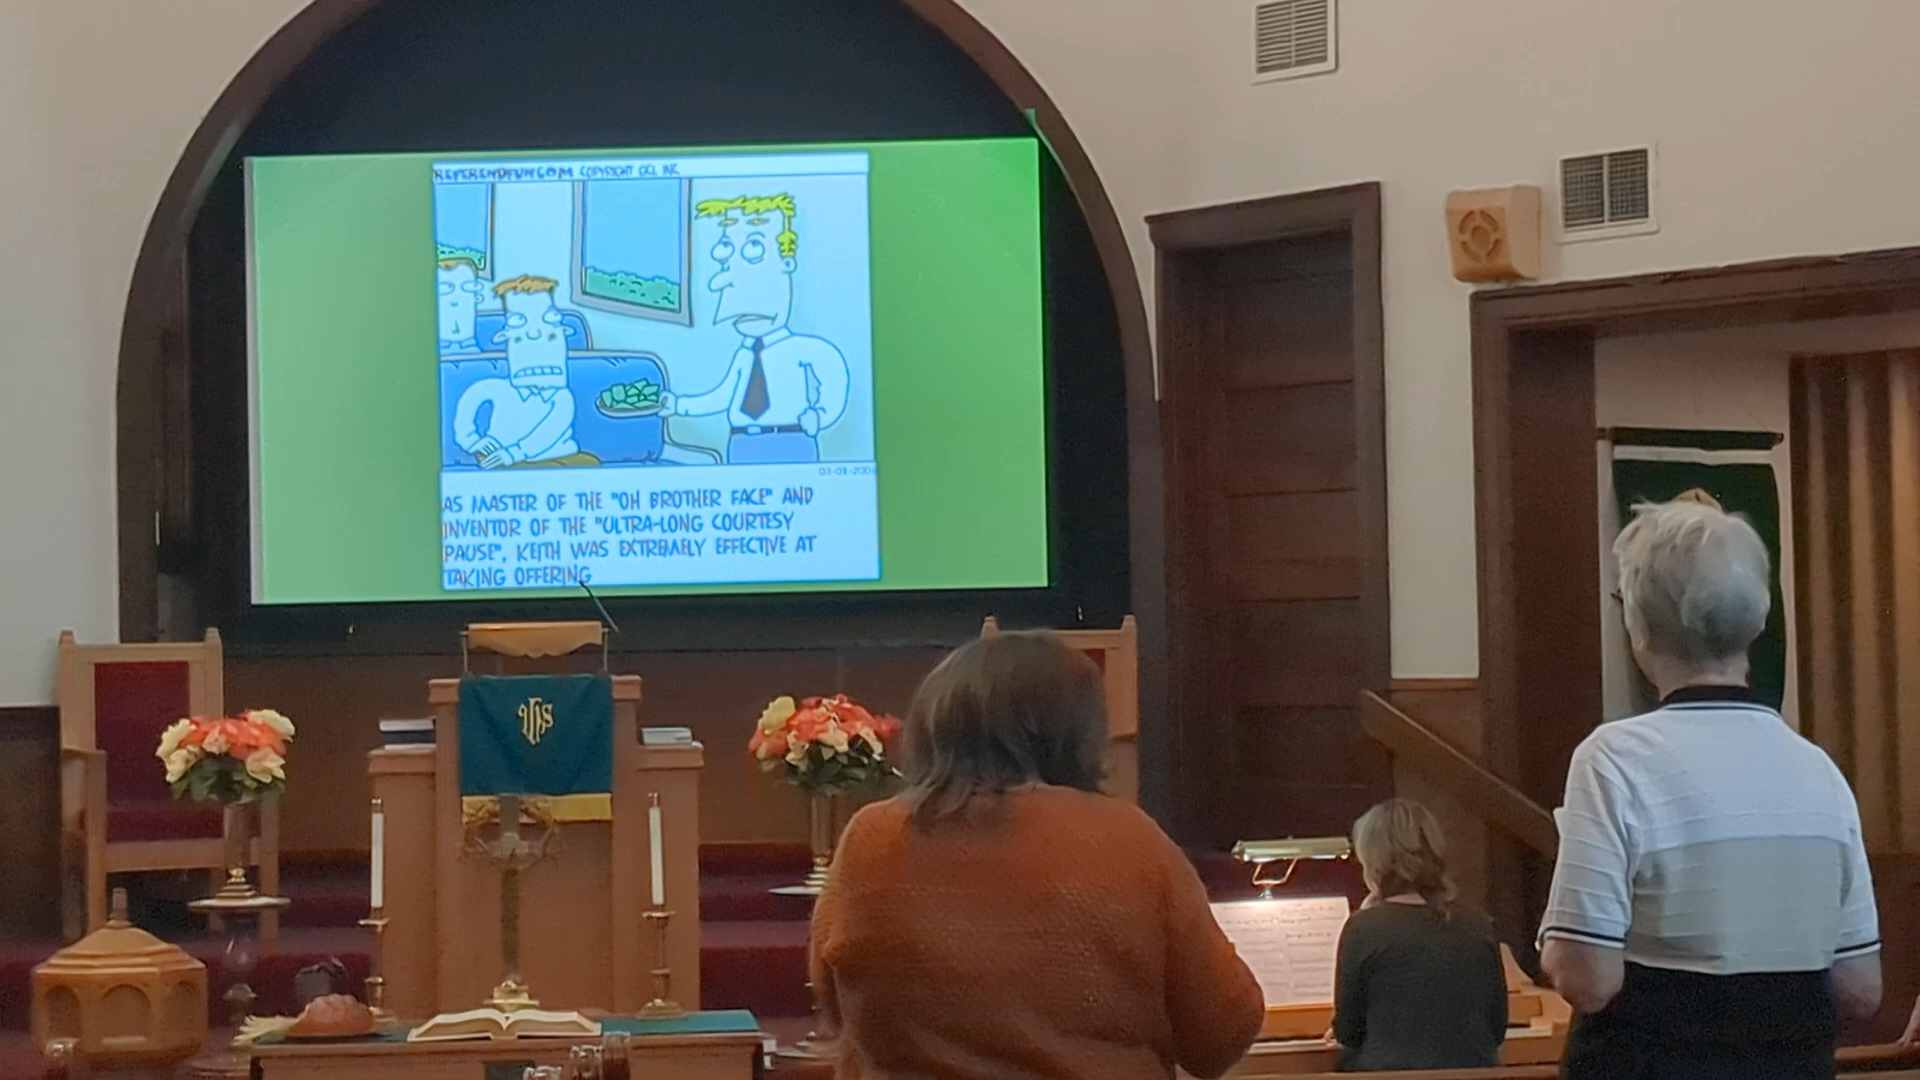 REVERENDFUN.COM COPYRIGHT GCI, INC.
AS MASTER OF THE "OH BROTHER FACE" AND
INVENTOR OF THE "ULTRA-LONG COURTESY
PAUSE", KEITH WAS EXTREMELY EFFECTIVE AT
TAKING OFFERING
IHS